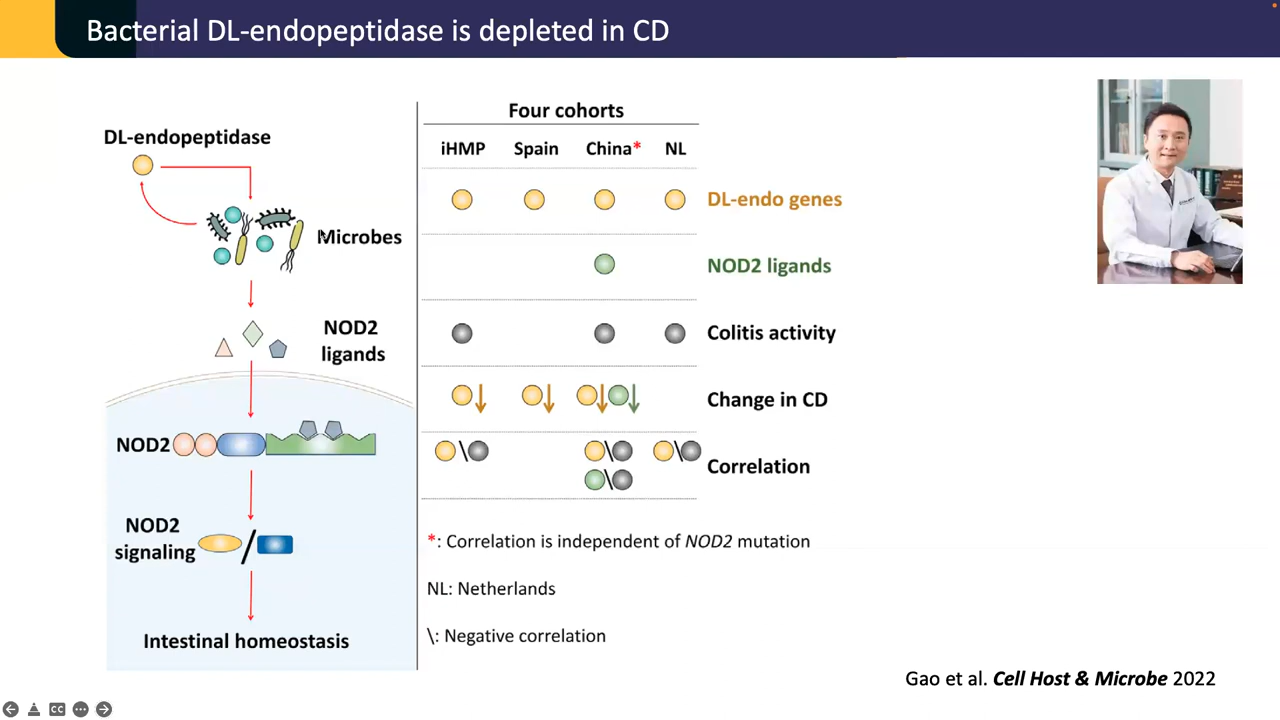 Bacterial DL-endopeptidase is depleted in CD
DL-endopeptidase
Microbes
NOD2
ligands
NOD2
NOD2
signaling
Intestinal homeostasis
Four cohorts
iHMP Spain China* NL
DL-endo genes
NOD2 ligands
Colitis activity
Change in CD
\ \ \ Correlation
\
*: Correlation is independent of NOD2 mutation
NL: Netherlands
\: Negative correlation
Gao et al. Cell Host & Microbe 2022
CC